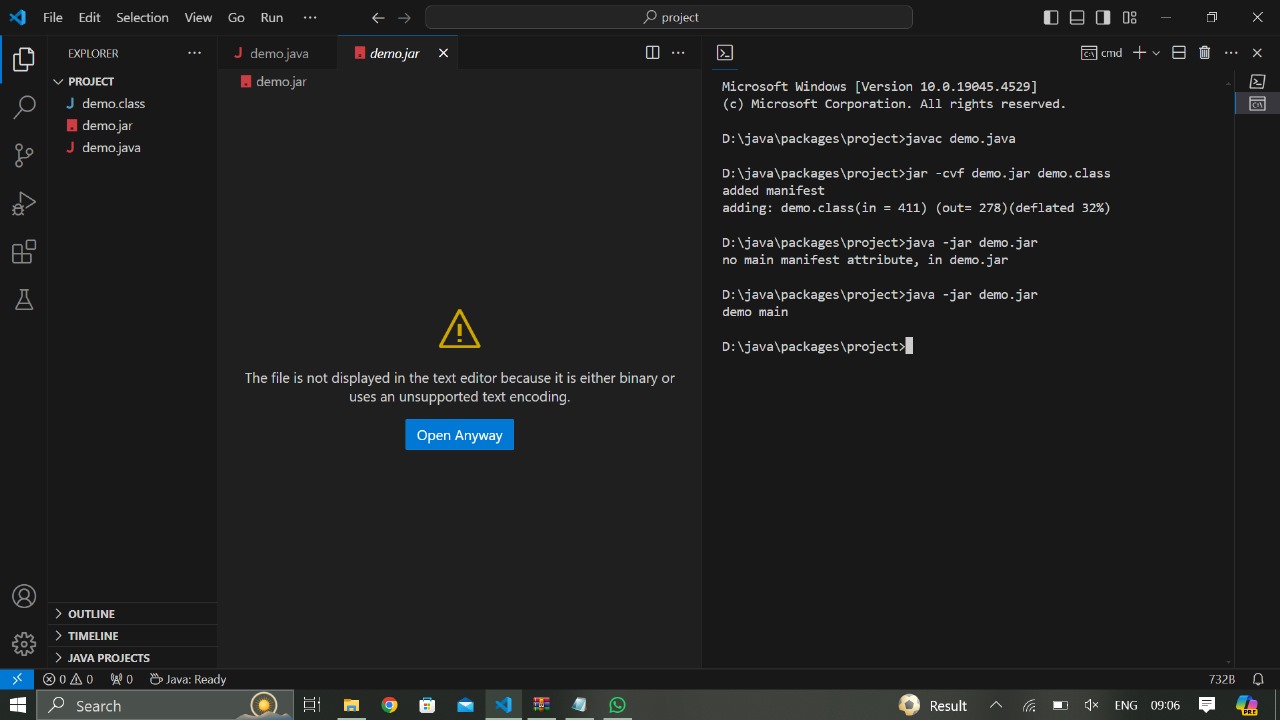 File Edit Selection View Go Run ··· project
EXPLORER ···
PROJECT
J demo.class
demo.jar
J demo.java
OUTLINE
TIMELINE
JAVA PROJECTS
J demo.java demo.jar
demo.jar
The file is not displayed in the text editor because it is either binary or
uses an unsupported text encoding.
Open Anyway
cmd
Microsoft Windows [Version 10.0.19045.4529]
(c) Microsoft Corporation. All rights reserved.
D:\java\packages\project>javac demo.java
D:\java\packages\project>jar -cvf demo.jar demo.class
added manifest
adding: demo.class(in = 411) (out= 278)(deflated 32%)
D:\java\packages\project>java -jar demo.jar
no main manifest attribute, in demo.jar
D:\java\packages\project>java -jar demo.jar
demo main
D:\java\packages\project>
0 0 0 Java: Ready 732B
Search Result ENG 09:06 PRE